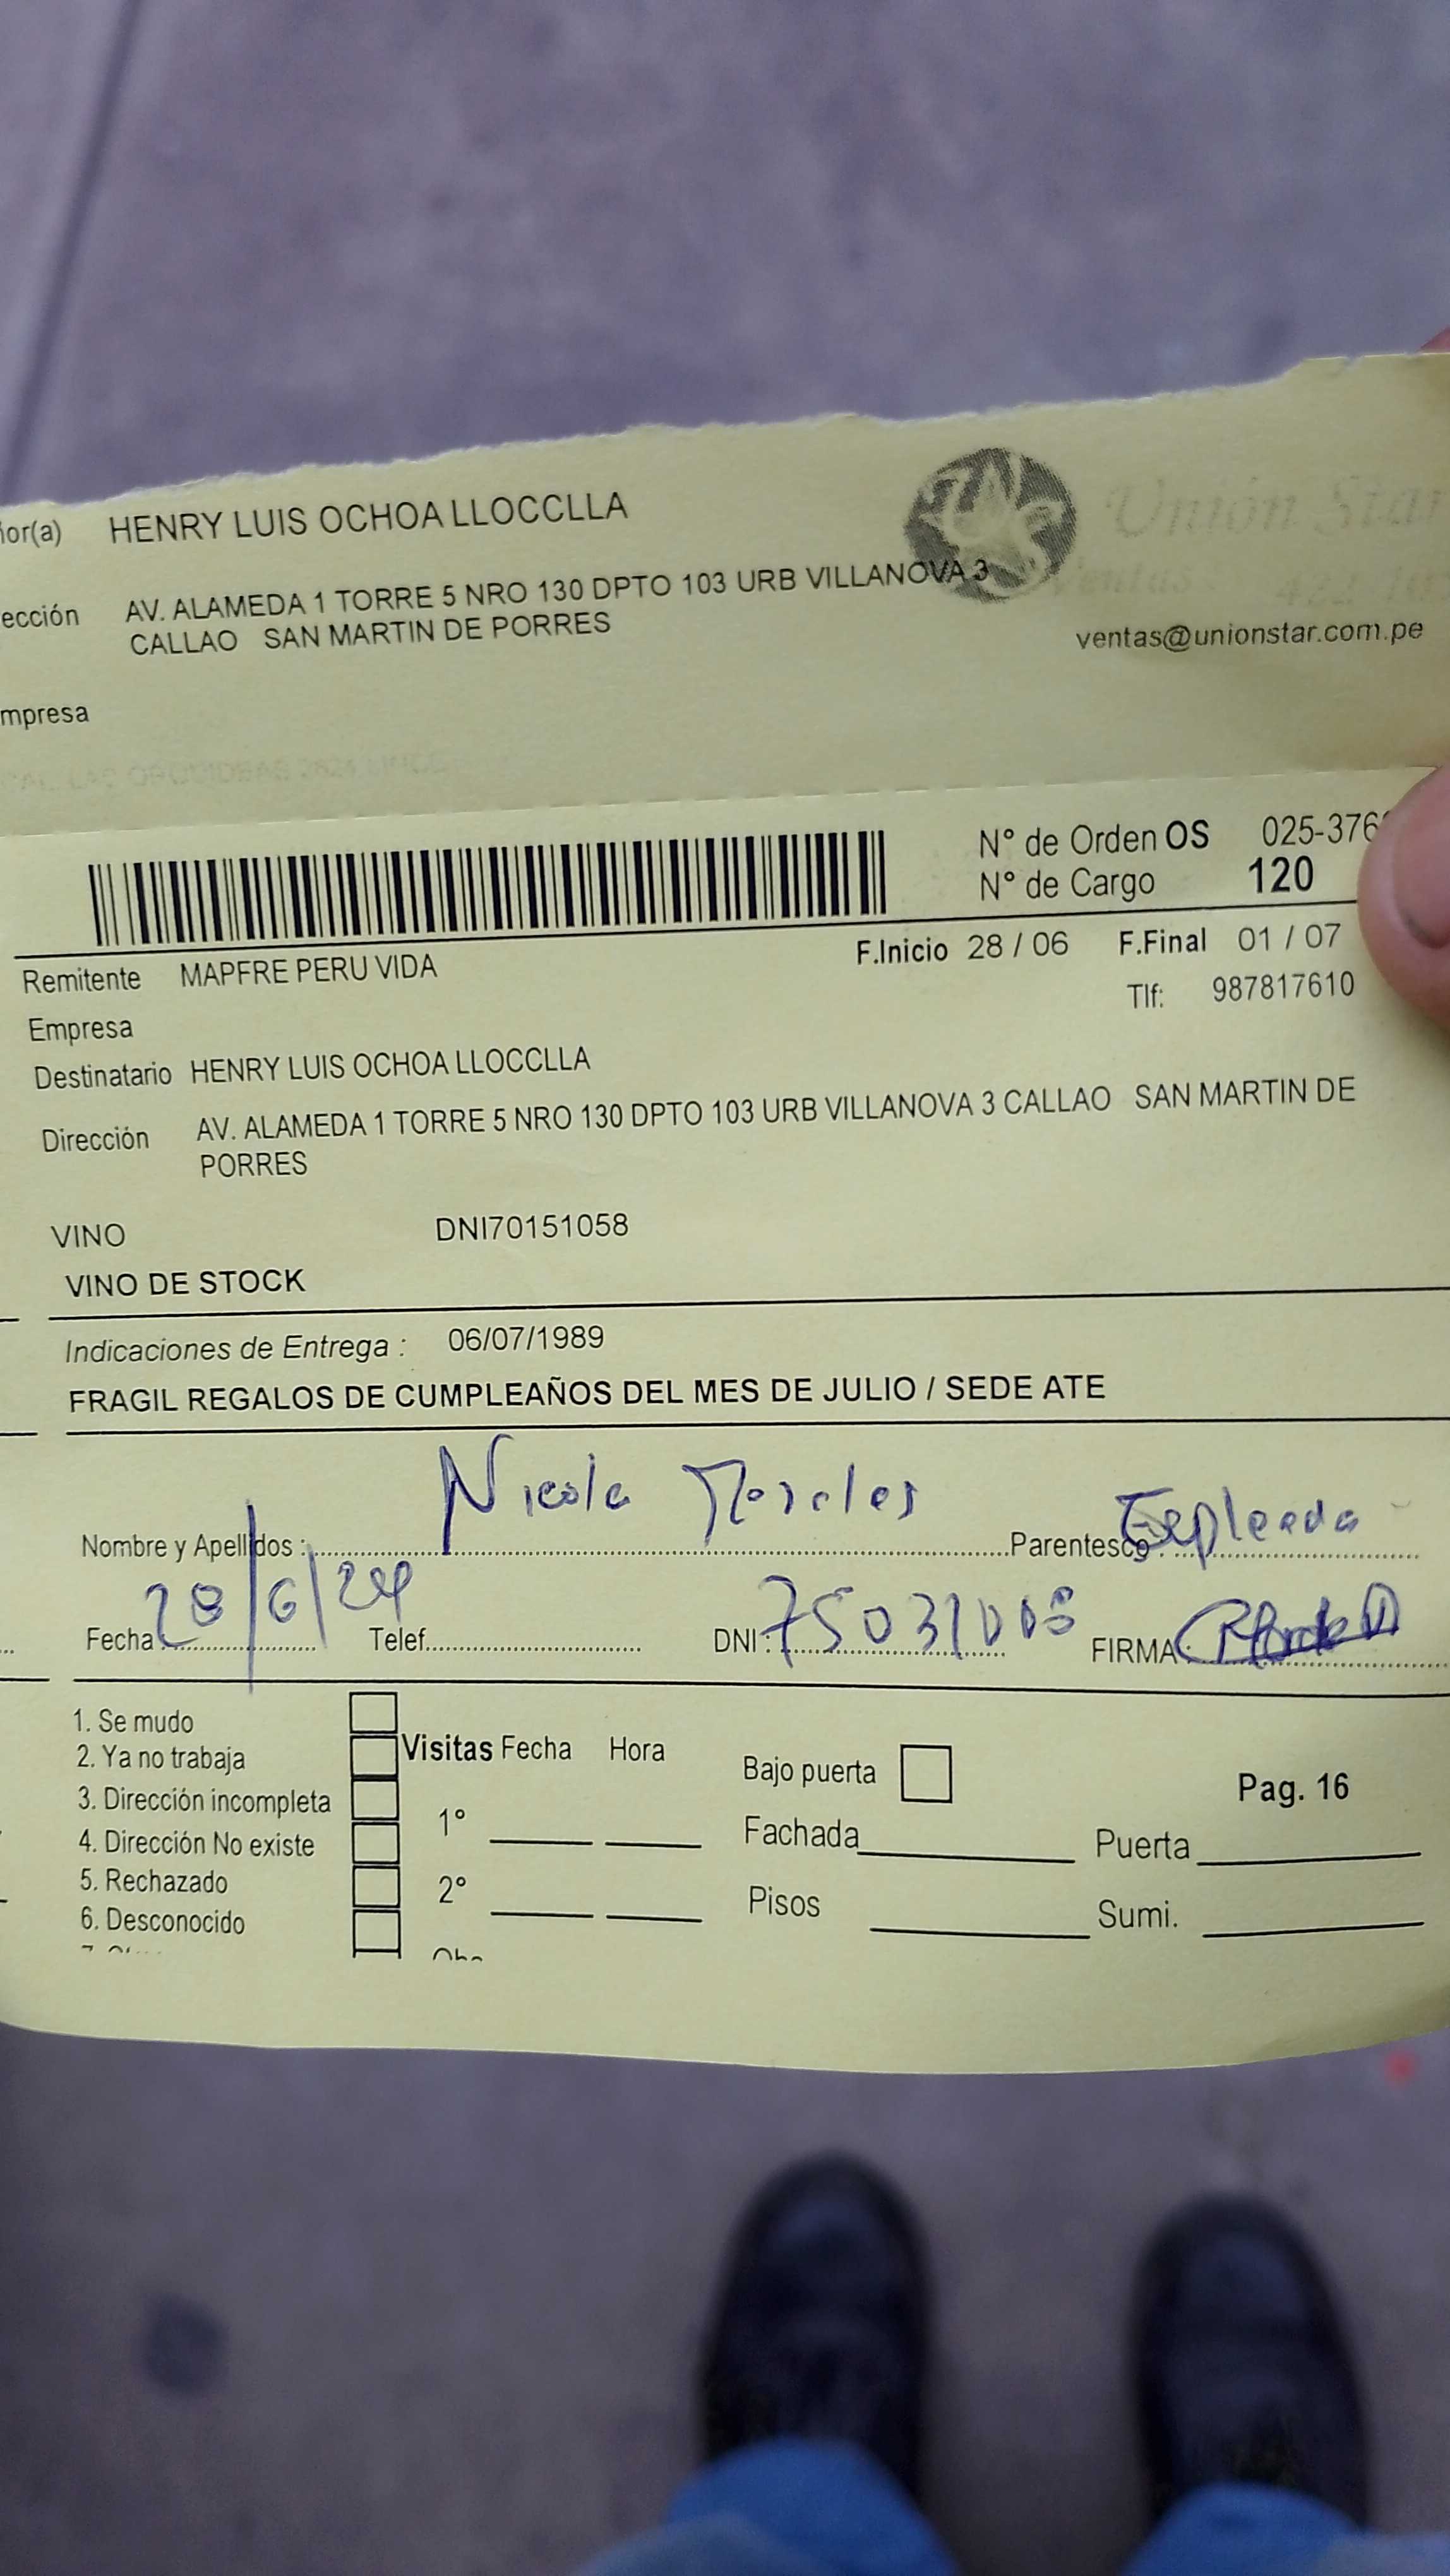 ior(a) HENRY LUIS OCHOA LLOCCLLA
Unión Star
ección AV. ALAMEDA 1 TORRE 5 NRO 130 DPTO 103 URB VILLANOVA 3
CALLAO SAN MARTIN DE PORRES
Ventas
ventas@unionstar.com.pe
mpresa
N° de Orden OS 025-376
N° de Cargo 120
F.Inicio 28 / 06 F.Final 01 / 07
Remitente MAPFRE PERU VIDA
Tlf: 987817610
Empresa
Destinatario HENRY LUIS OCHOA LLOCCLLA
Dirección AV. ALAMEDA 1 TORRE 5 NRO 130 DPTO 103 URB VILLANOVA 3 CALLAO SAN MARTIN DE
PORRES
VINO DNI70151058
VINO DE STOCK
Indicaciones de Entrega : 06/07/1989
FRAGIL REGALOS DE CUMPLEAÑOS DEL MES DE JULIO / SEDE ATE
Nombre y Apellidos : Nicole Morales Parentesco :
Fecha 28/6/24 Telef. DNI : FIRMA :
1. Se mudo
2. Ya no trabaja
3. Dirección incompleta
4. Dirección No existe
5. Rechazado
6. Desconocido
Visitas Fecha Hora
1°
2°
Bajo puerta
Pag. 16
Fachada Puerta
Pisos Sumi.